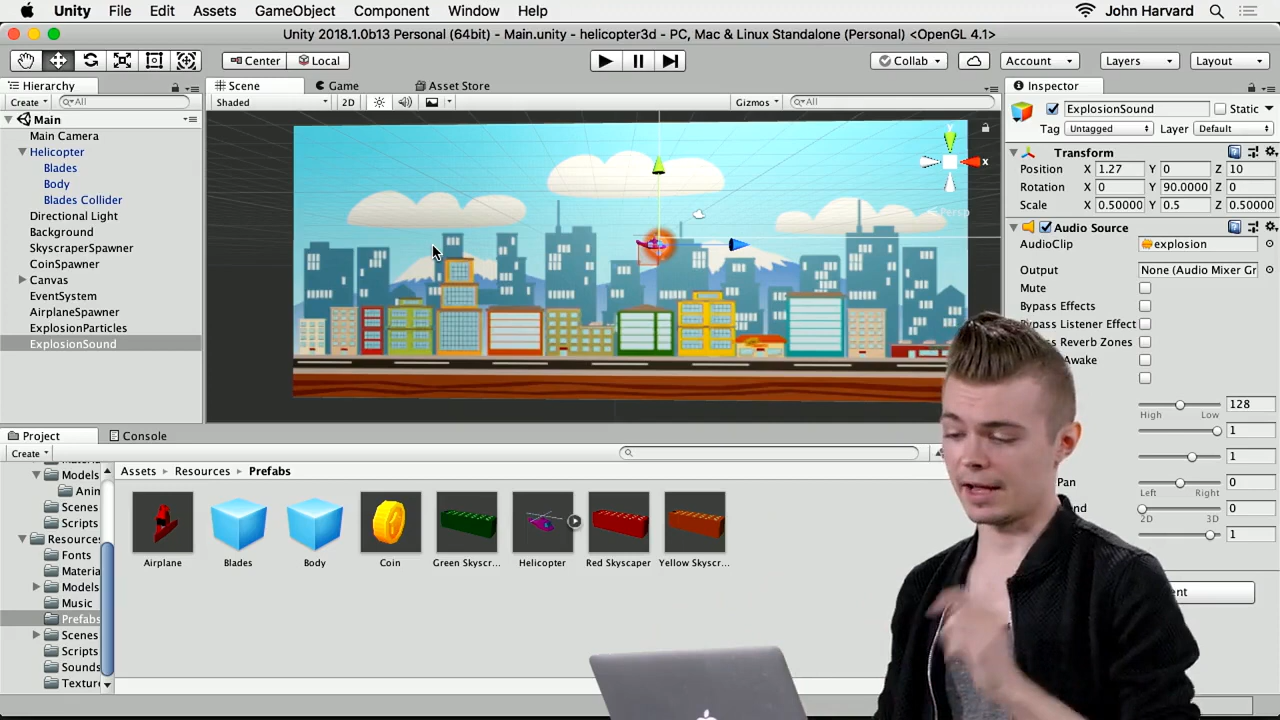 Unity File Edit Assets GameObject Component Window Help John Harvard
Unity 2018.1.0b13 Personal (64bit) - Main.unity - helicopter3d - PC, Mac & Linux Standalone (Personal) <OpenGL 4.1>
Center Local Collab Account Layers Layout
Hierarchy
Create All
Main
Main Camera
Helicopter
Blades
Body
Blades Collider
Directional Light
Background
SkyscraperSpawner
CoinSpawner
Canvas
EventSystem
AirplaneSpawner
ExplosionParticles
ExplosionSound
Scene Game Asset Store
Shaded 2D Gizmos All
y
x
Persp
Inspector
ExplosionSound Static
Tag Untagged Layer Default
Transform
Position X 1.27 Y 0 Z 10
Rotation X 0 Y 90.0000 Z 0
Scale X 0.50000 Y 0.5 Z 0.50000
Audio Source
AudioClip explosion
Output None (Audio Mixer Gr
Mute
Bypass Effects
Bypass Listener Effect
Reverb Zones
Awake
128
High Low
1
1
Pan 0
Left Right
0
2D 3D
1
Project Console
Create
Models
Anin
Scenes
Scripts
Resources
Fonts
Materia
Models
Music
Prefabs
Scenes
Scripts
Sounds
Texture
Assets Resources Prefabs
Airplane Blades Body Coin Green Skyscr... Helicopter Red Skyscaper Yellow Skyscr...